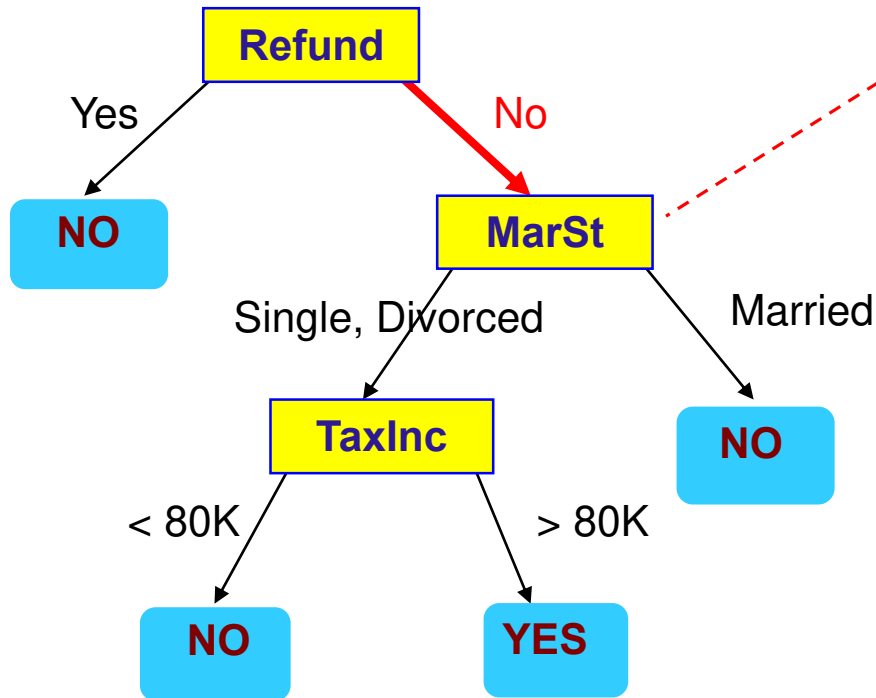 Refund
Yes
No
NO
MarSt
Single, Divorced
Married
TaxInc
NO
< 80K
> 80K
NO
YES